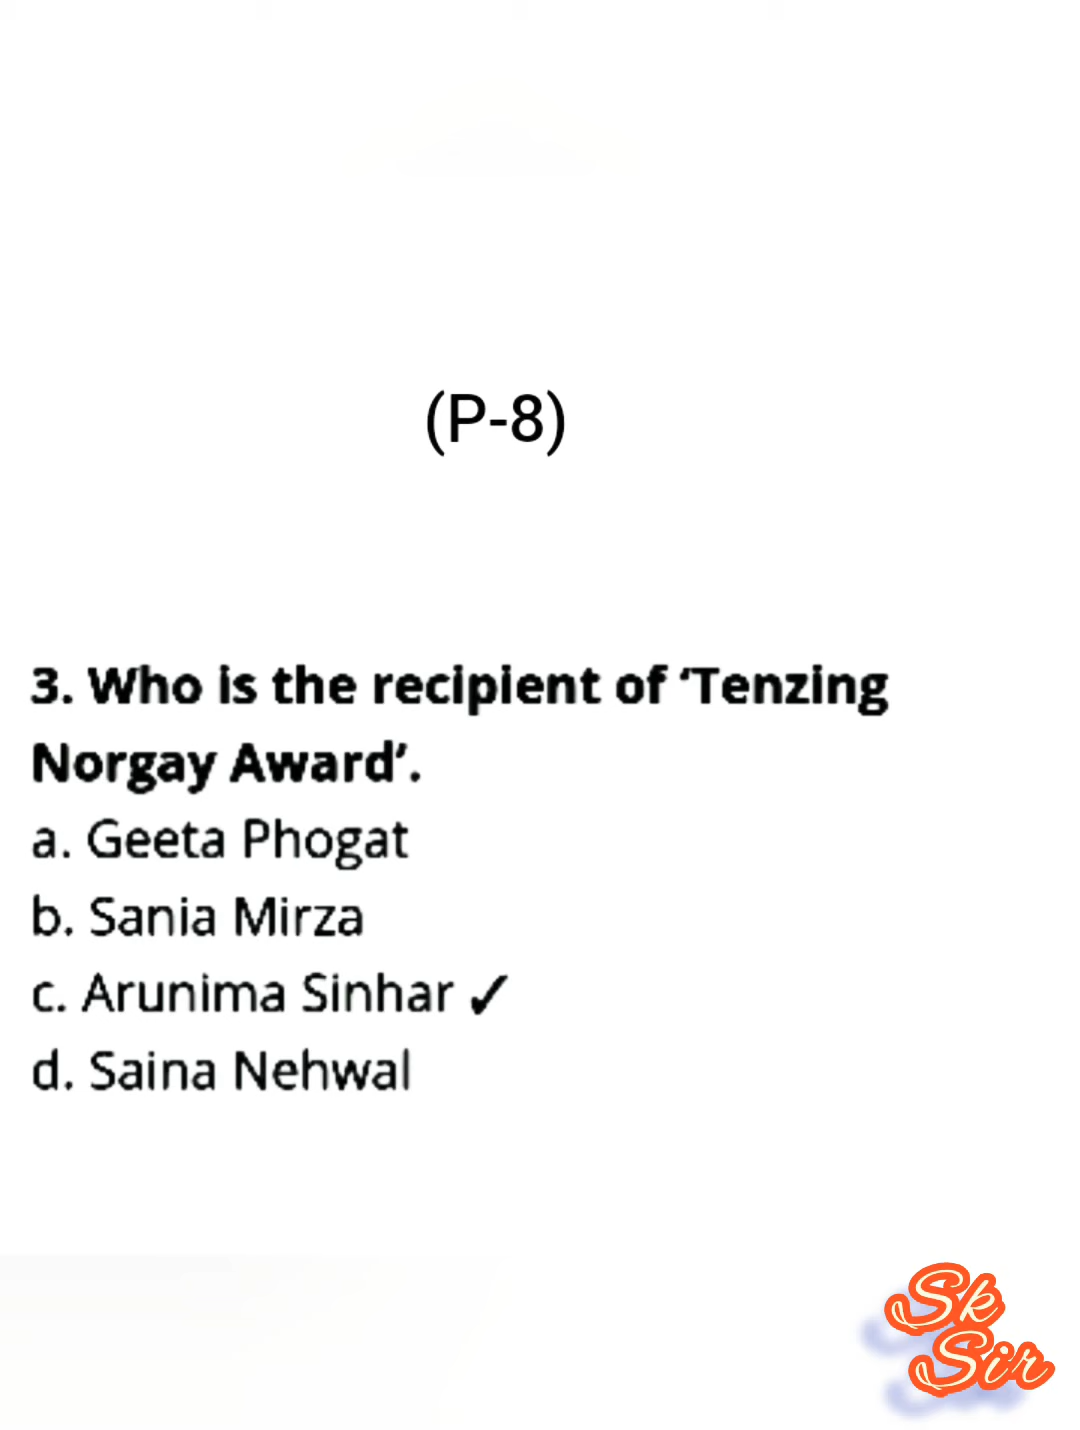 (P-8)
3. Who is the recipient of ‘Tenzing
Norgay Award’.
a. Geeta Phogat
b. Sania Mirza
c. Arunima Sinhar ✓
d. Saina Nehwal
Sk
Sir